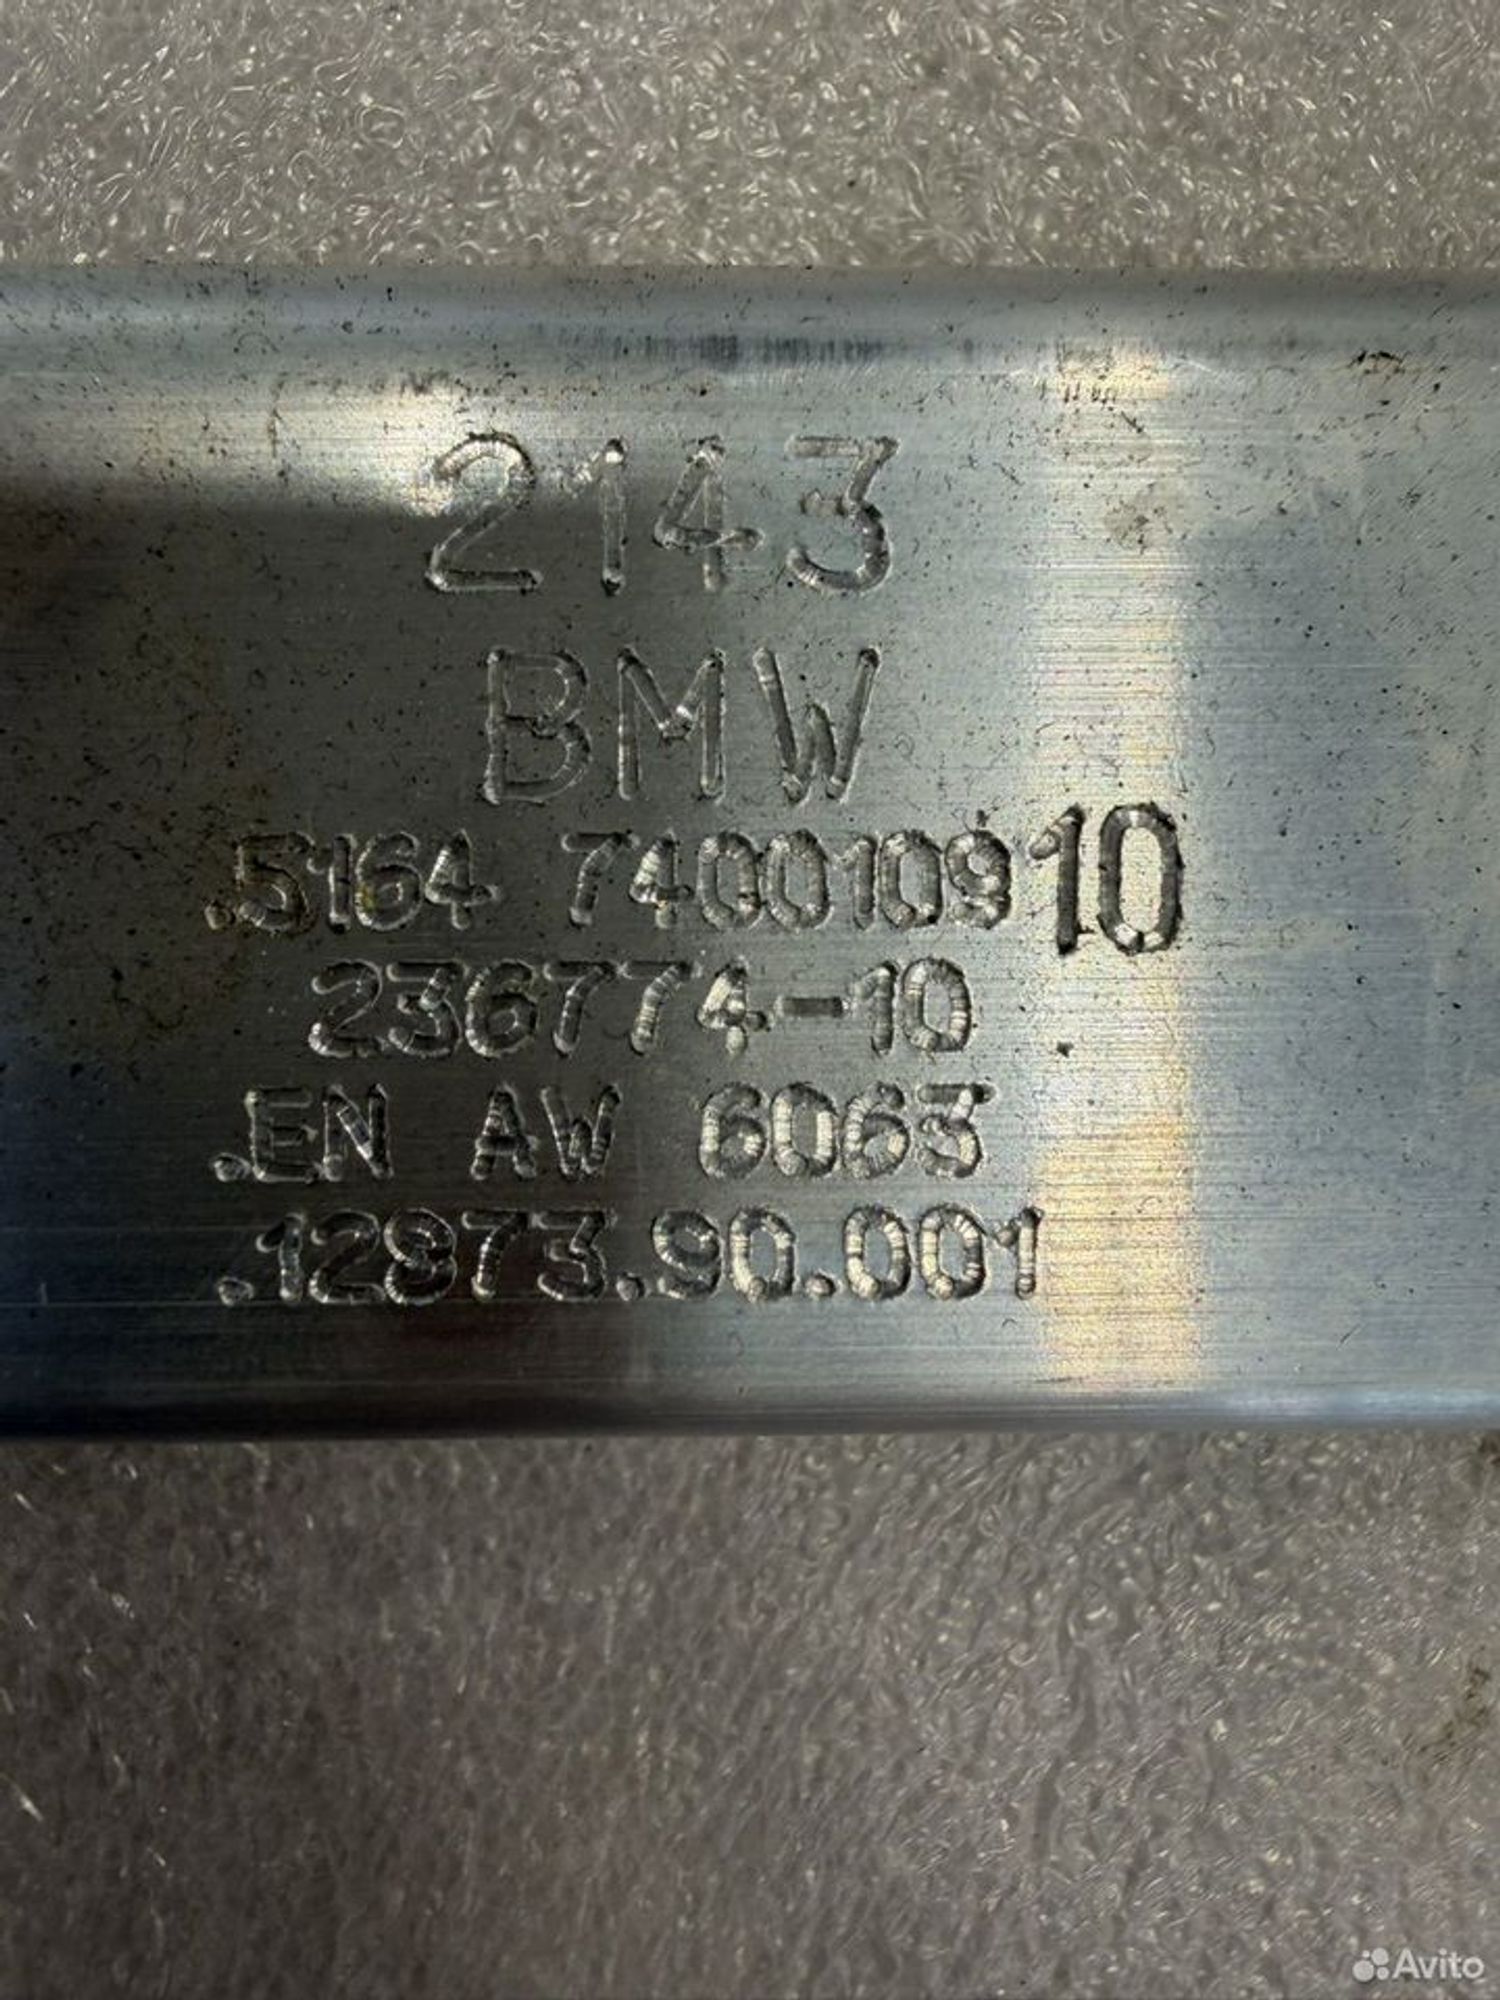 2143
BMW
.5164 7400109 10
236774-10
.EN AW 6063
.12873.90.001
Avito